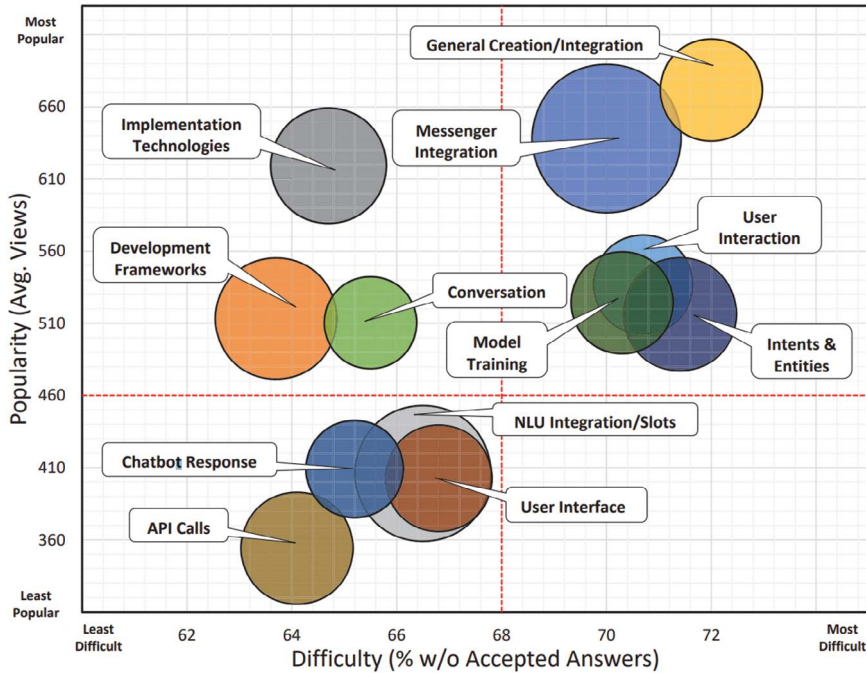 Most
Popular
General Creation/Integration
660
Implementation
Technologies
Messenger
Integration
610
User
Interaction
560
Development
Frameworks
Conversation
510
Model
Training
Intents &
Entities
Popularity (Avg. Views)
460
NLU Integration/Slots
Chatbot Response
410
User Interface
API Calls
360
Least
Popular
Least
Difficult
62
64
66
68
70
72
Most
Difficult
Difficulty (% w/o Accepted Answers)